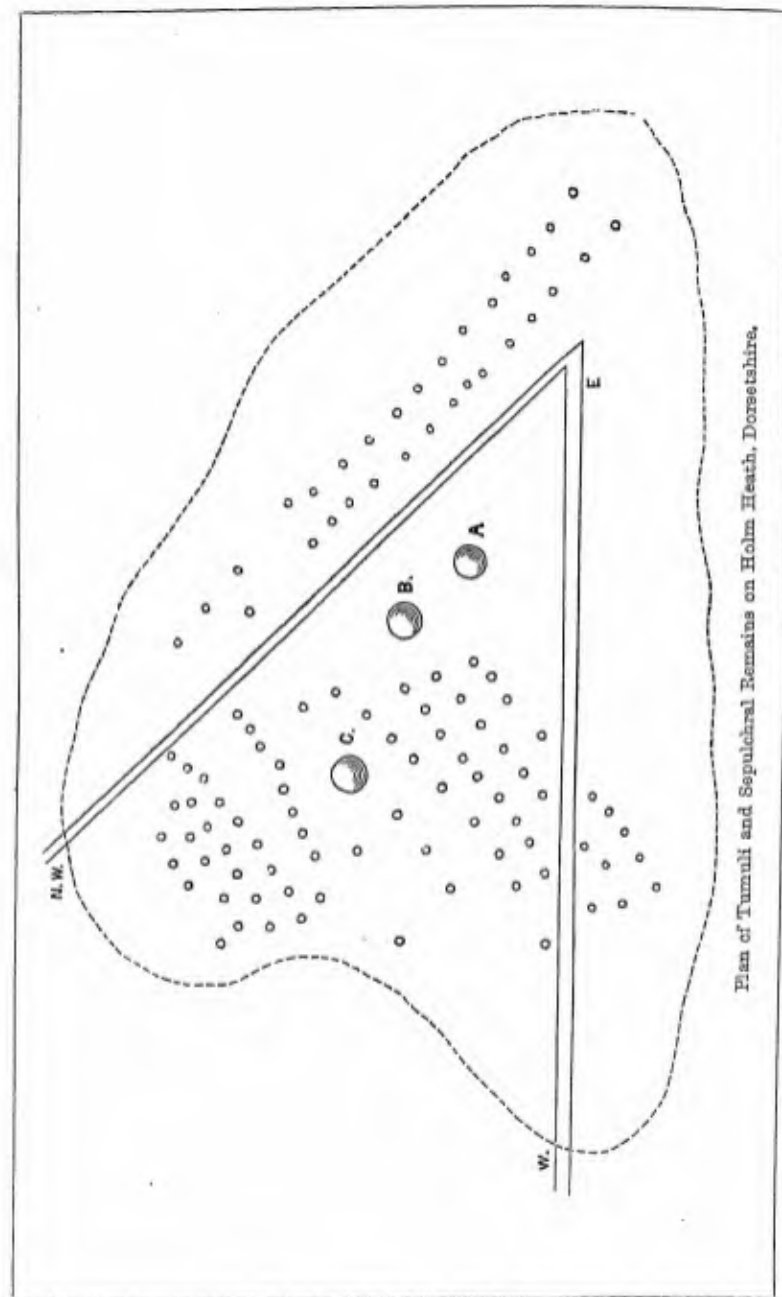 N.W.
C.
B.
A
W.
E
Plan of Tumuli and Sepulchral Remains on Holm Heath, Dorsetshire.